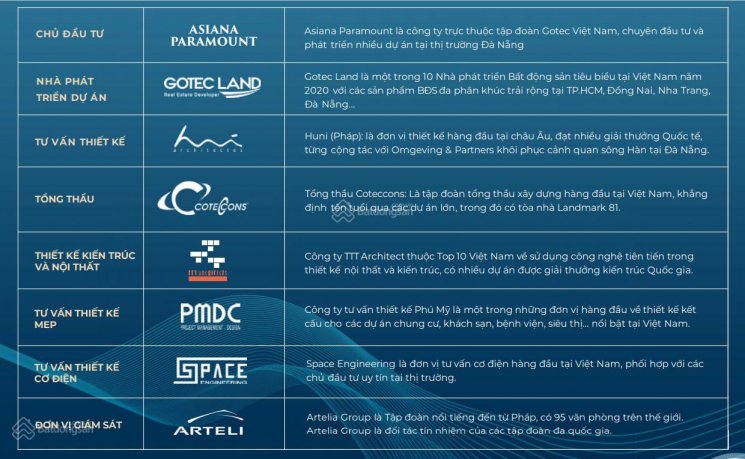 CHỦ ĐẦU TƯ
ASIANA
PARAMOUNT
Asiana Paramount là công ty trực thuộc tập đoàn Gotec Việt Nam, chuyên đầu tư và
phát triển nhiều dự án tại thị trường Đà Nẵng
NHÀ PHÁT
TRIỂN DỰ ÁN
GOTEC LAND
Real Estate Developer
Gotec Land là một trong 10 Nhà phát triển Bất động sản tiêu biểu tại Việt Nam năm
2020 với các sản phẩm BĐS đa phân khúc trải rộng tại TP.HCM, Đồng Nai, Nha Trang,
Đà Nẵng...
TƯ VẤN THIẾT KẾ
huni
architectes
Huni (Pháp): là đơn vị thiết kế hàng đầu tại châu Âu, đạt nhiều giải thưởng Quốc tế,
từng cộng tác với Omgeving & Partners khôi phục cảnh quan sông Hàn tại Đà Nẵng.
TỔNG THẦU
COTECCONS
Tổng thầu Coteccons: Là tập đoàn tổng thầu xây dựng hàng đầu tại Việt Nam, khẳng
định tên tuổi qua các dự án lớn, trong đó có tòa nhà Landmark 81.
Batdongsan
THIẾT KẾ KIẾN TRÚC
VÀ NỘI THẤT
Công ty TTT Architect thuộc Top 10 Việt Nam về sử dụng công nghệ tiên tiến trong
thiết kế nội thất và kiến trúc, có nhiều dự án được giải thưởng kiến trúc Quốc gia.
TƯ VẤN THIẾT KẾ
MEP
PMDC
PROJECT MANAGEMENT - DESIGN
Công ty tư vấn thiết kế Phú Mỹ là một trong những đơn vị hàng đầu về thiết kế kết
cấu cho các dự án chung cư, khách sạn, bệnh viện, siêu thị... nổi bật tại Việt Nam.
TƯ VẤN THIẾT KẾ
CƠ ĐIỆN
SPACE
ENGINEERING
Space Engineering là đơn vị tư vấn cơ điện hàng đầu tại Việt Nam, phối hợp với các
chủ đầu tư uy tín tại thị trường.
ĐƠN VỊ GIÁM SÁT
Batdongsan
ARTELI
Artelia Group là Tập đoàn nổi tiếng đến từ Pháp, có 95 văn phòng trên thế giới.
Artelia Group là đối tác tín nhiệm của các tập đoàn đa quốc gia.